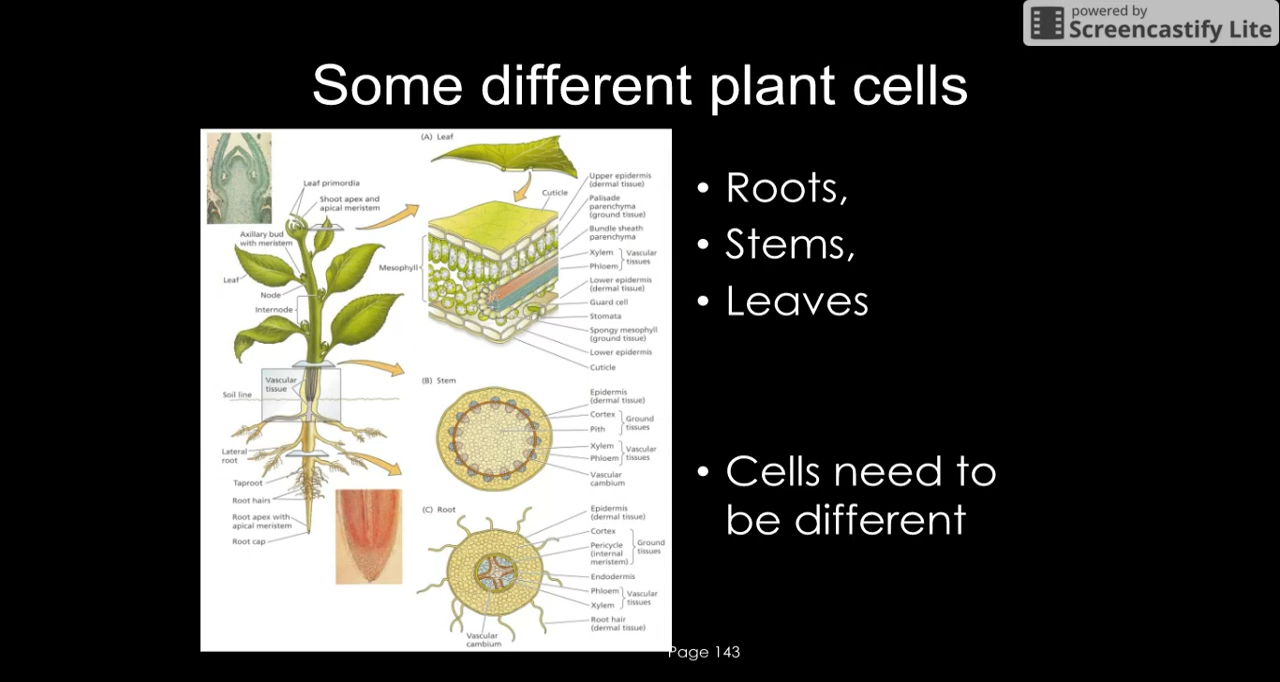 powered by
Screencastify Lite
Some different plant cells
Leaf primordia
Shoot apex and
apical meristem
Axillary bud
with meristem
Leaf
Node
Internode
Vascular
tissue
Soil line
Lateral
root
Taproot
Root hairs
Root apex with
apical meristem
Root cap
(A) Leaf
Cuticle
Upper epidermis
(dermal tissue)
Palisade
parenchyma
(ground tissue)
Bundle sheath
parenchyma
Mesophyll
Xylem
Phloem
Vascular
tissues
Lower epidermis
(dermal tissue)
Guard cell
Stomata
Spongy mesophyll
(ground tissue)
Lower epidermis
Cuticle
(B) Stem
Epidermis
(dermal tissue)
Cortex
Pith
Ground
tissues
Xylem
Phloem
Vascular
tissues
Vascular
cambium
(C) Root
Epidermis
(dermal tissue)
Cortex
Pericycle
(internal
meristem)
Ground
tissues
Endodermis
Phloem
Xylem
Vascular
tissues
Root hair
(dermal tissue)
Vascular
cambium
• Roots,
• Stems,
• Leaves
• Cells need to
be different
Page 143